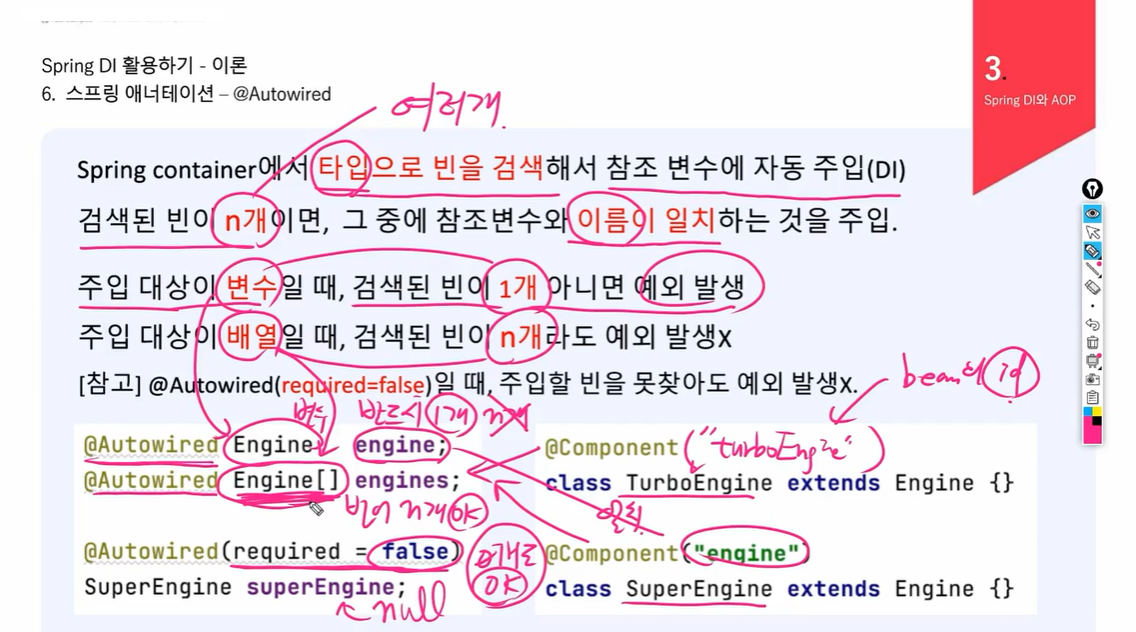 Spring DI 활용하기 - 이론
6. 스프링 애너테이션 – @Autowired
3.
Spring DI와 AOP
여러개.
Spring container에서 타입으로 빈을 검색해서 참조 변수에 자동 주입(DI)
검색된 빈이 n개이면, 그 중에 참조변수와 이름이 일치하는 것을 주입.
주입 대상이 변수일 때, 검색된 빈이 1개 아니면 예외 발생
주입 대상이 배열일 때, 검색된 빈이 n개라도 예외 발생x
[참고] @Autowired(required=false)일 때, 주입할 빈을 못찾아도 예외 발생x.
bean의 id
변수 반드시 1개 n개
@Autowired Engine engine;
@Autowired Engine[] engines;
빈이 n개 OK
@Autowired(required = false)
SuperEngine superEngine;
null
0개도
OK
@Component("turboEngine")
class TurboEngine extends Engine {}
일치
@Component("engine")
class SuperEngine extends Engine {}